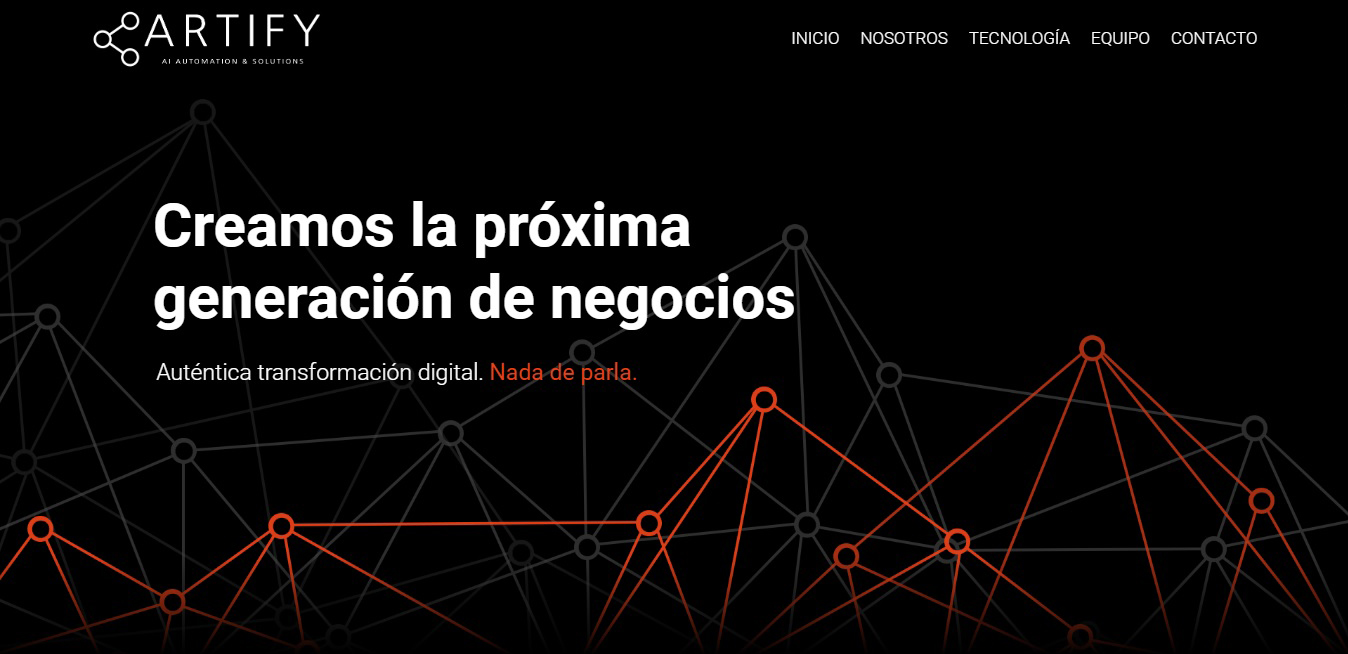 ARTIFY
AI AUTOMATION & SOLUTIONS
INICIO NOSOTROS TECNOLOGÍA EQUIPO CONTACTO
Creamos la próxima
generación de negocios
Auténtica transformación digital. Nada de parla.